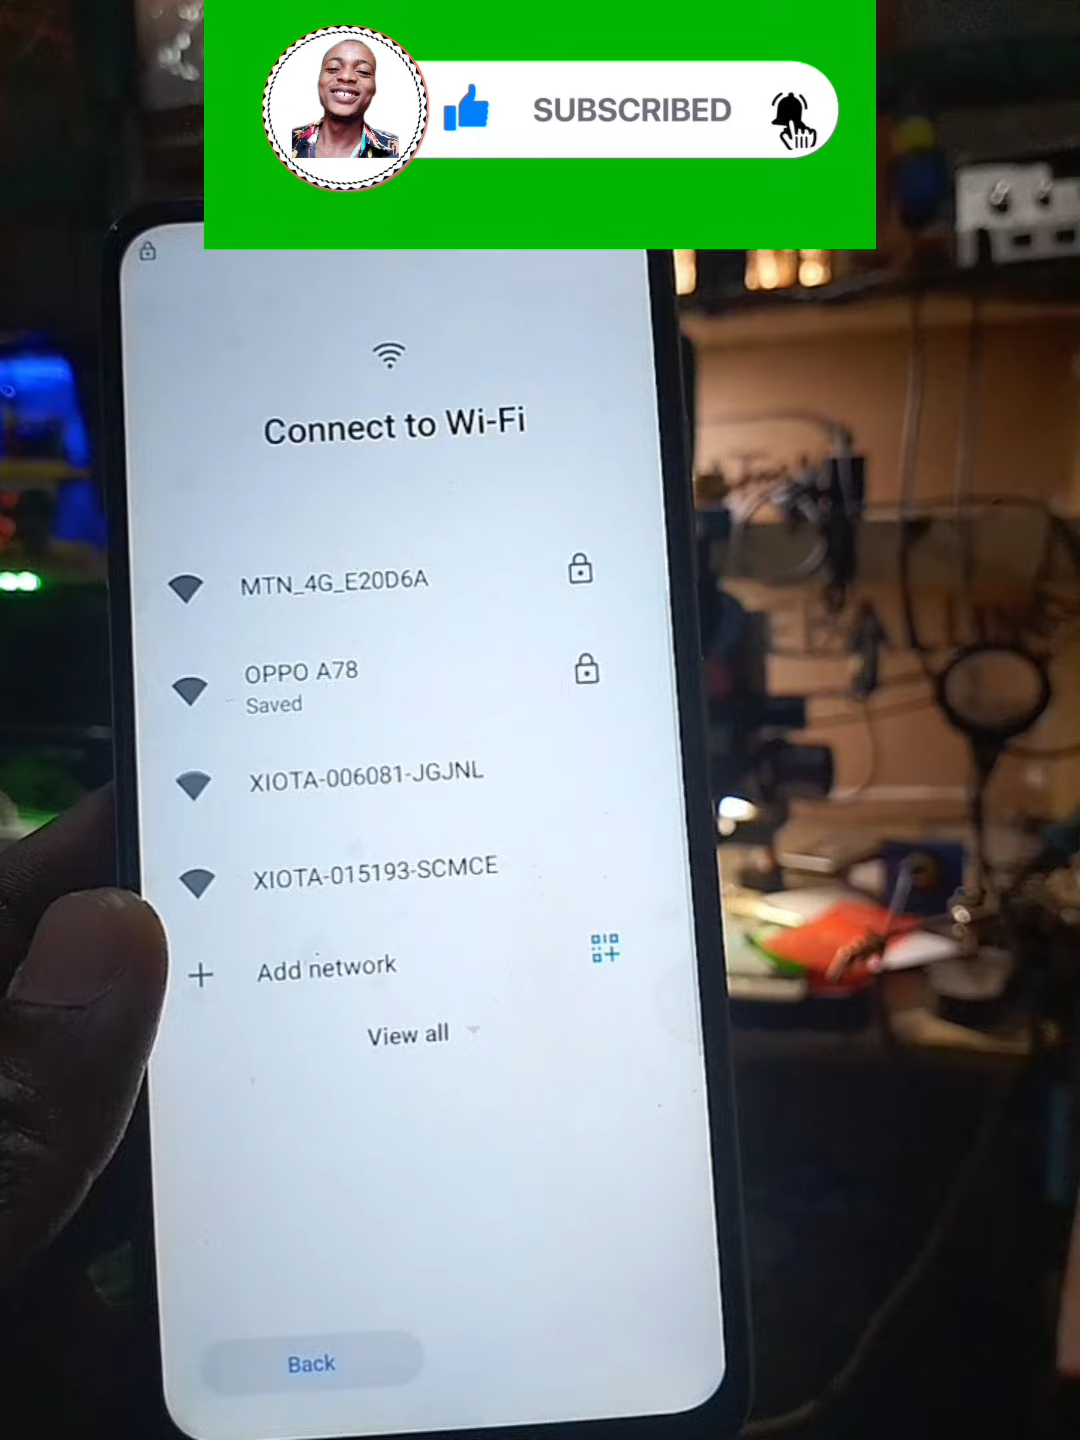 SUBSCRIBED
Connect to Wi-Fi
MTN_4G_E20D6A
OPPO A78
Saved
XIOTA-006081-JGJNL
XIOTA-015193-SCMCE
Add network
View all
Back